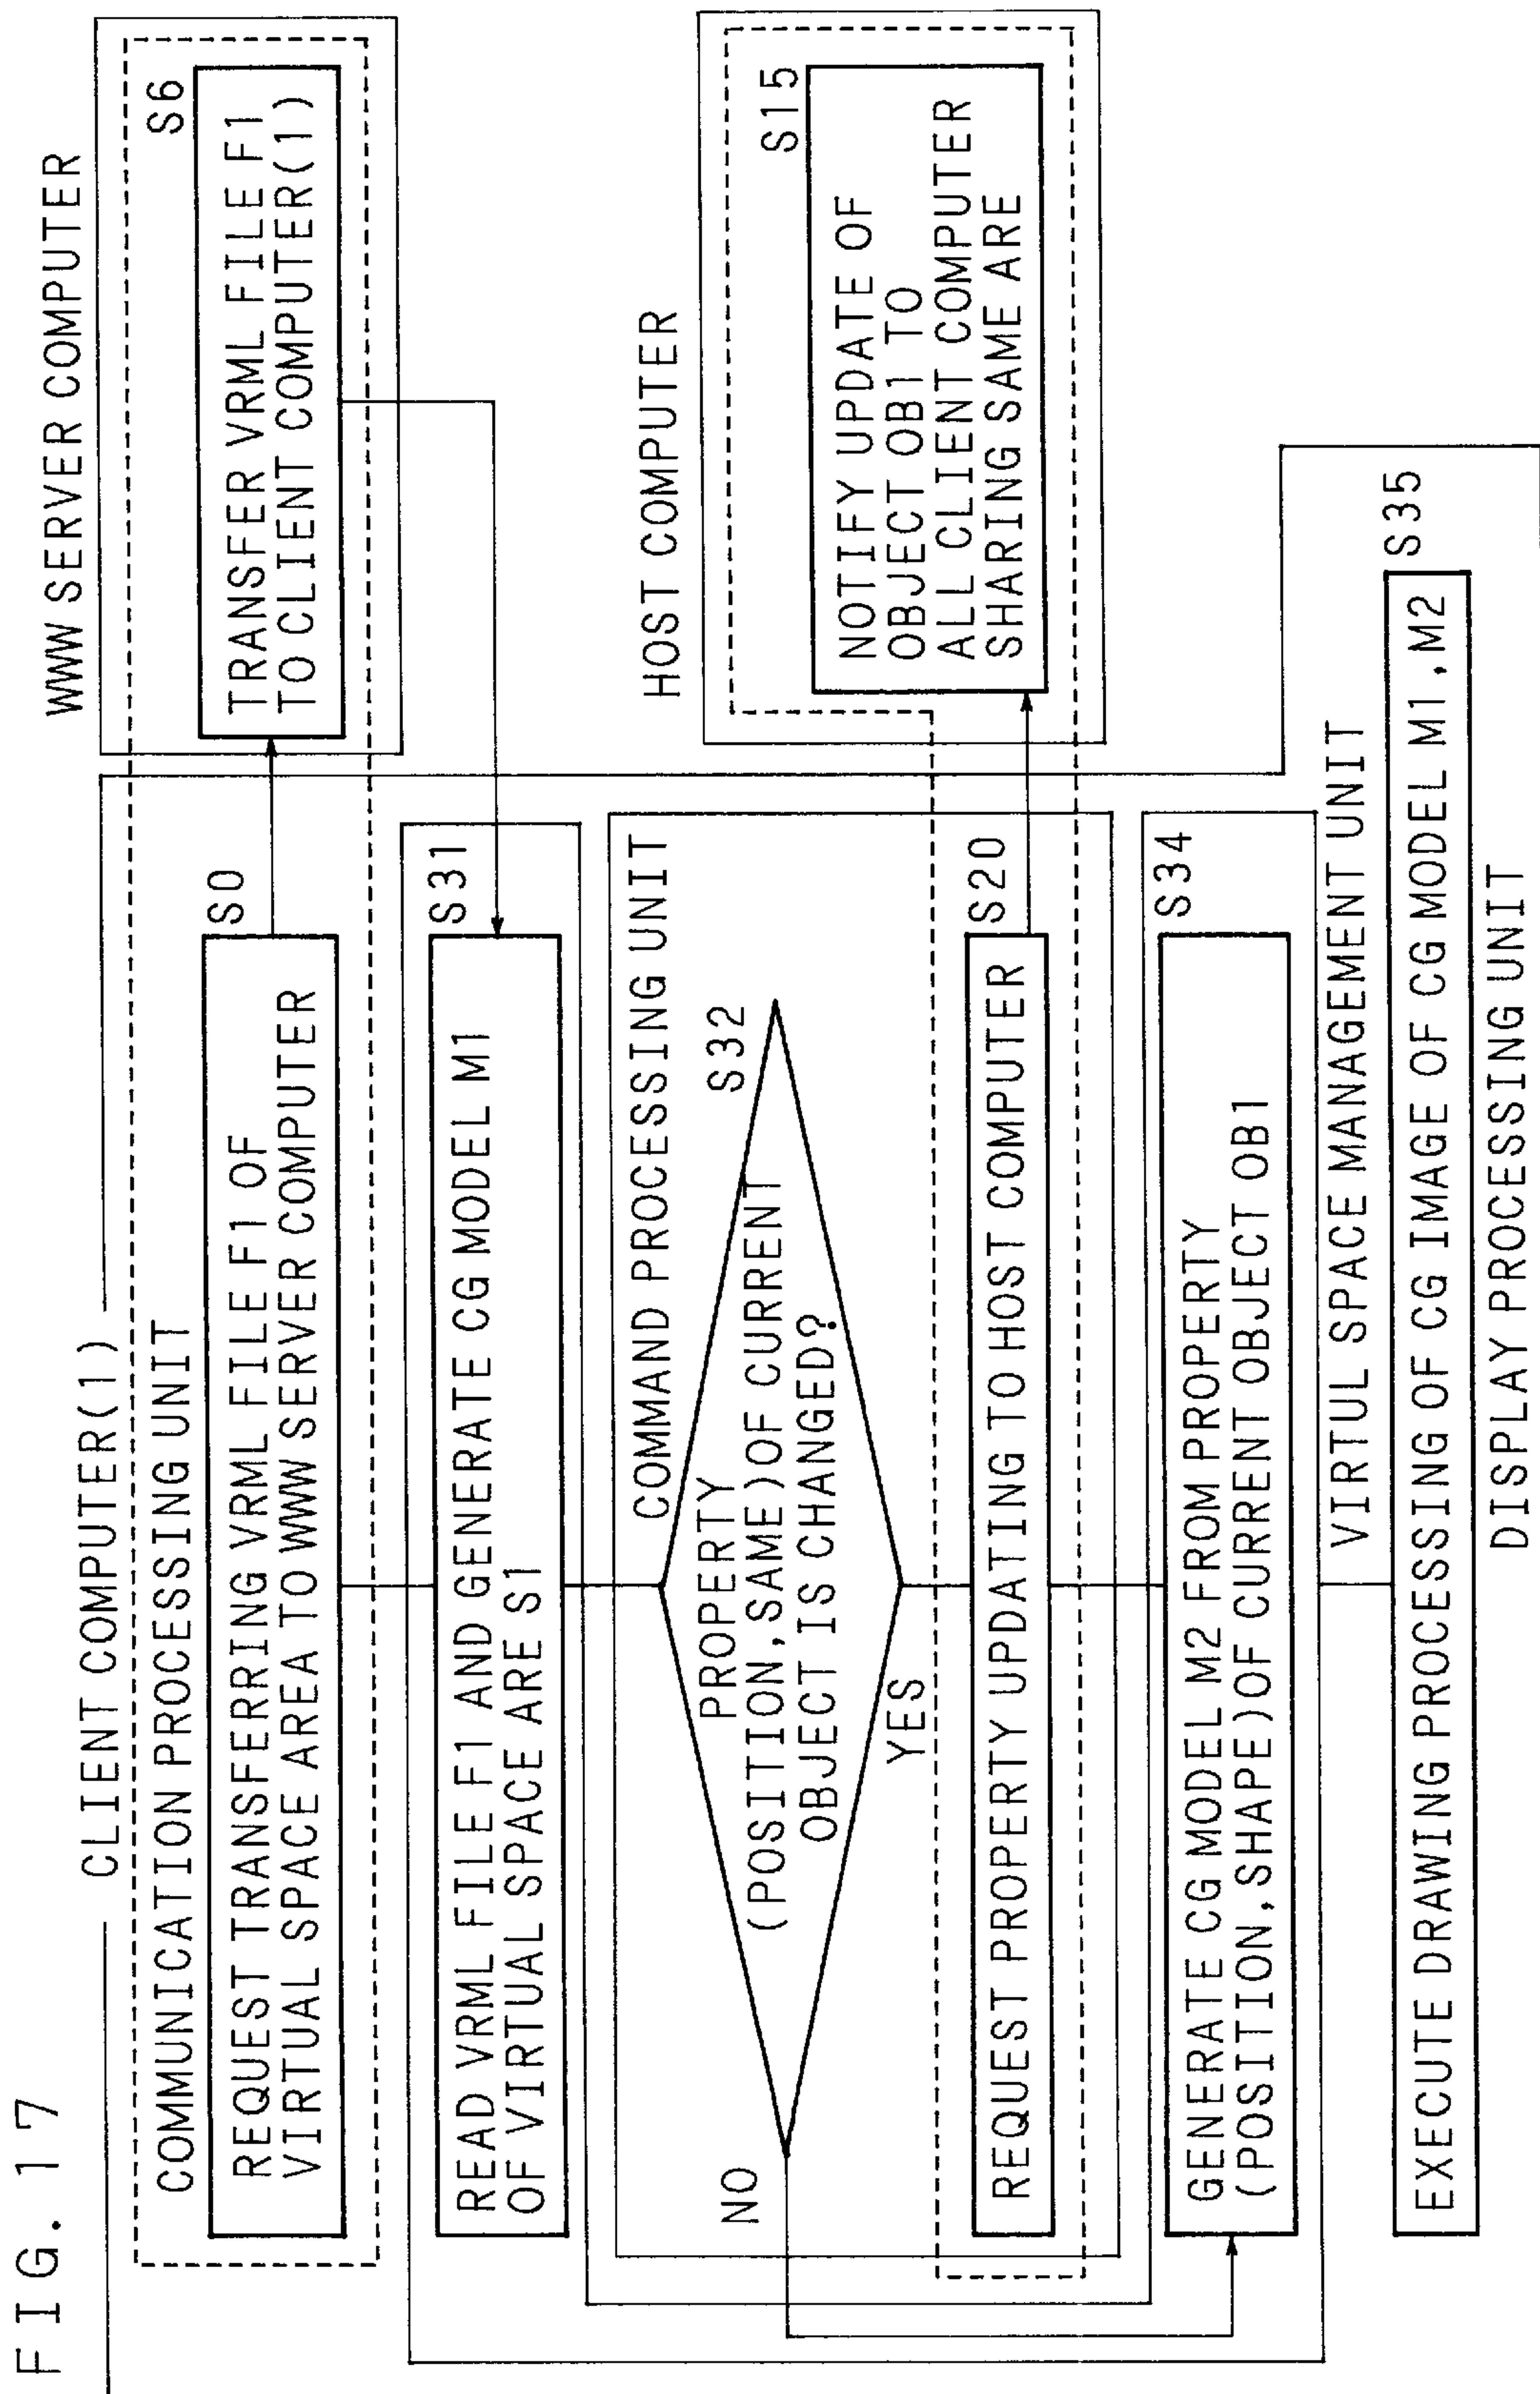 FIG. 17
CLIENT COMPUTER(1)
WWW SERVER COMPUTER
COMMUNICATION PROCESSING UNIT
S0
REQUEST TRANSFERRING VRML FILE F1 OF
VIRTUAL SPACE AREA TO WWW SERVER COMPUTER
S6
TRANSFER VRML FILE F1
TO CLIENT COMPUTER(1)
S31
READ VRML FILE F1 AND GENERATE CG MODEL M1
OF VIRTUAL SPACE ARE S1
COMMAND PROCESSING UNIT
HOST COMPUTER
S32
PROPERTY
(POSITION,SAME)OF CURRENT
OBJECT IS CHANGED?
NO
YES
S15
NOTIFY UPDATE OF
OBJECT OB1 TO
ALL CLIENT COMPUTER
SHARING SAME ARE
S20
REQUEST PROPERTY UPDATING TO HOST COMPUTER
S34
GENERATE CG MODEL M2 FROM PROPERTY
(POSITION,SHAPE)OF CURRENT OBJECT OB1
VIRTUL SPACE MANAGEMENT UNIT
S35
EXECUTE DRAWING PROCESSING OF CG IMAGE OF CG MODEL M1,M2
DISPLAY PROCESSING UNIT